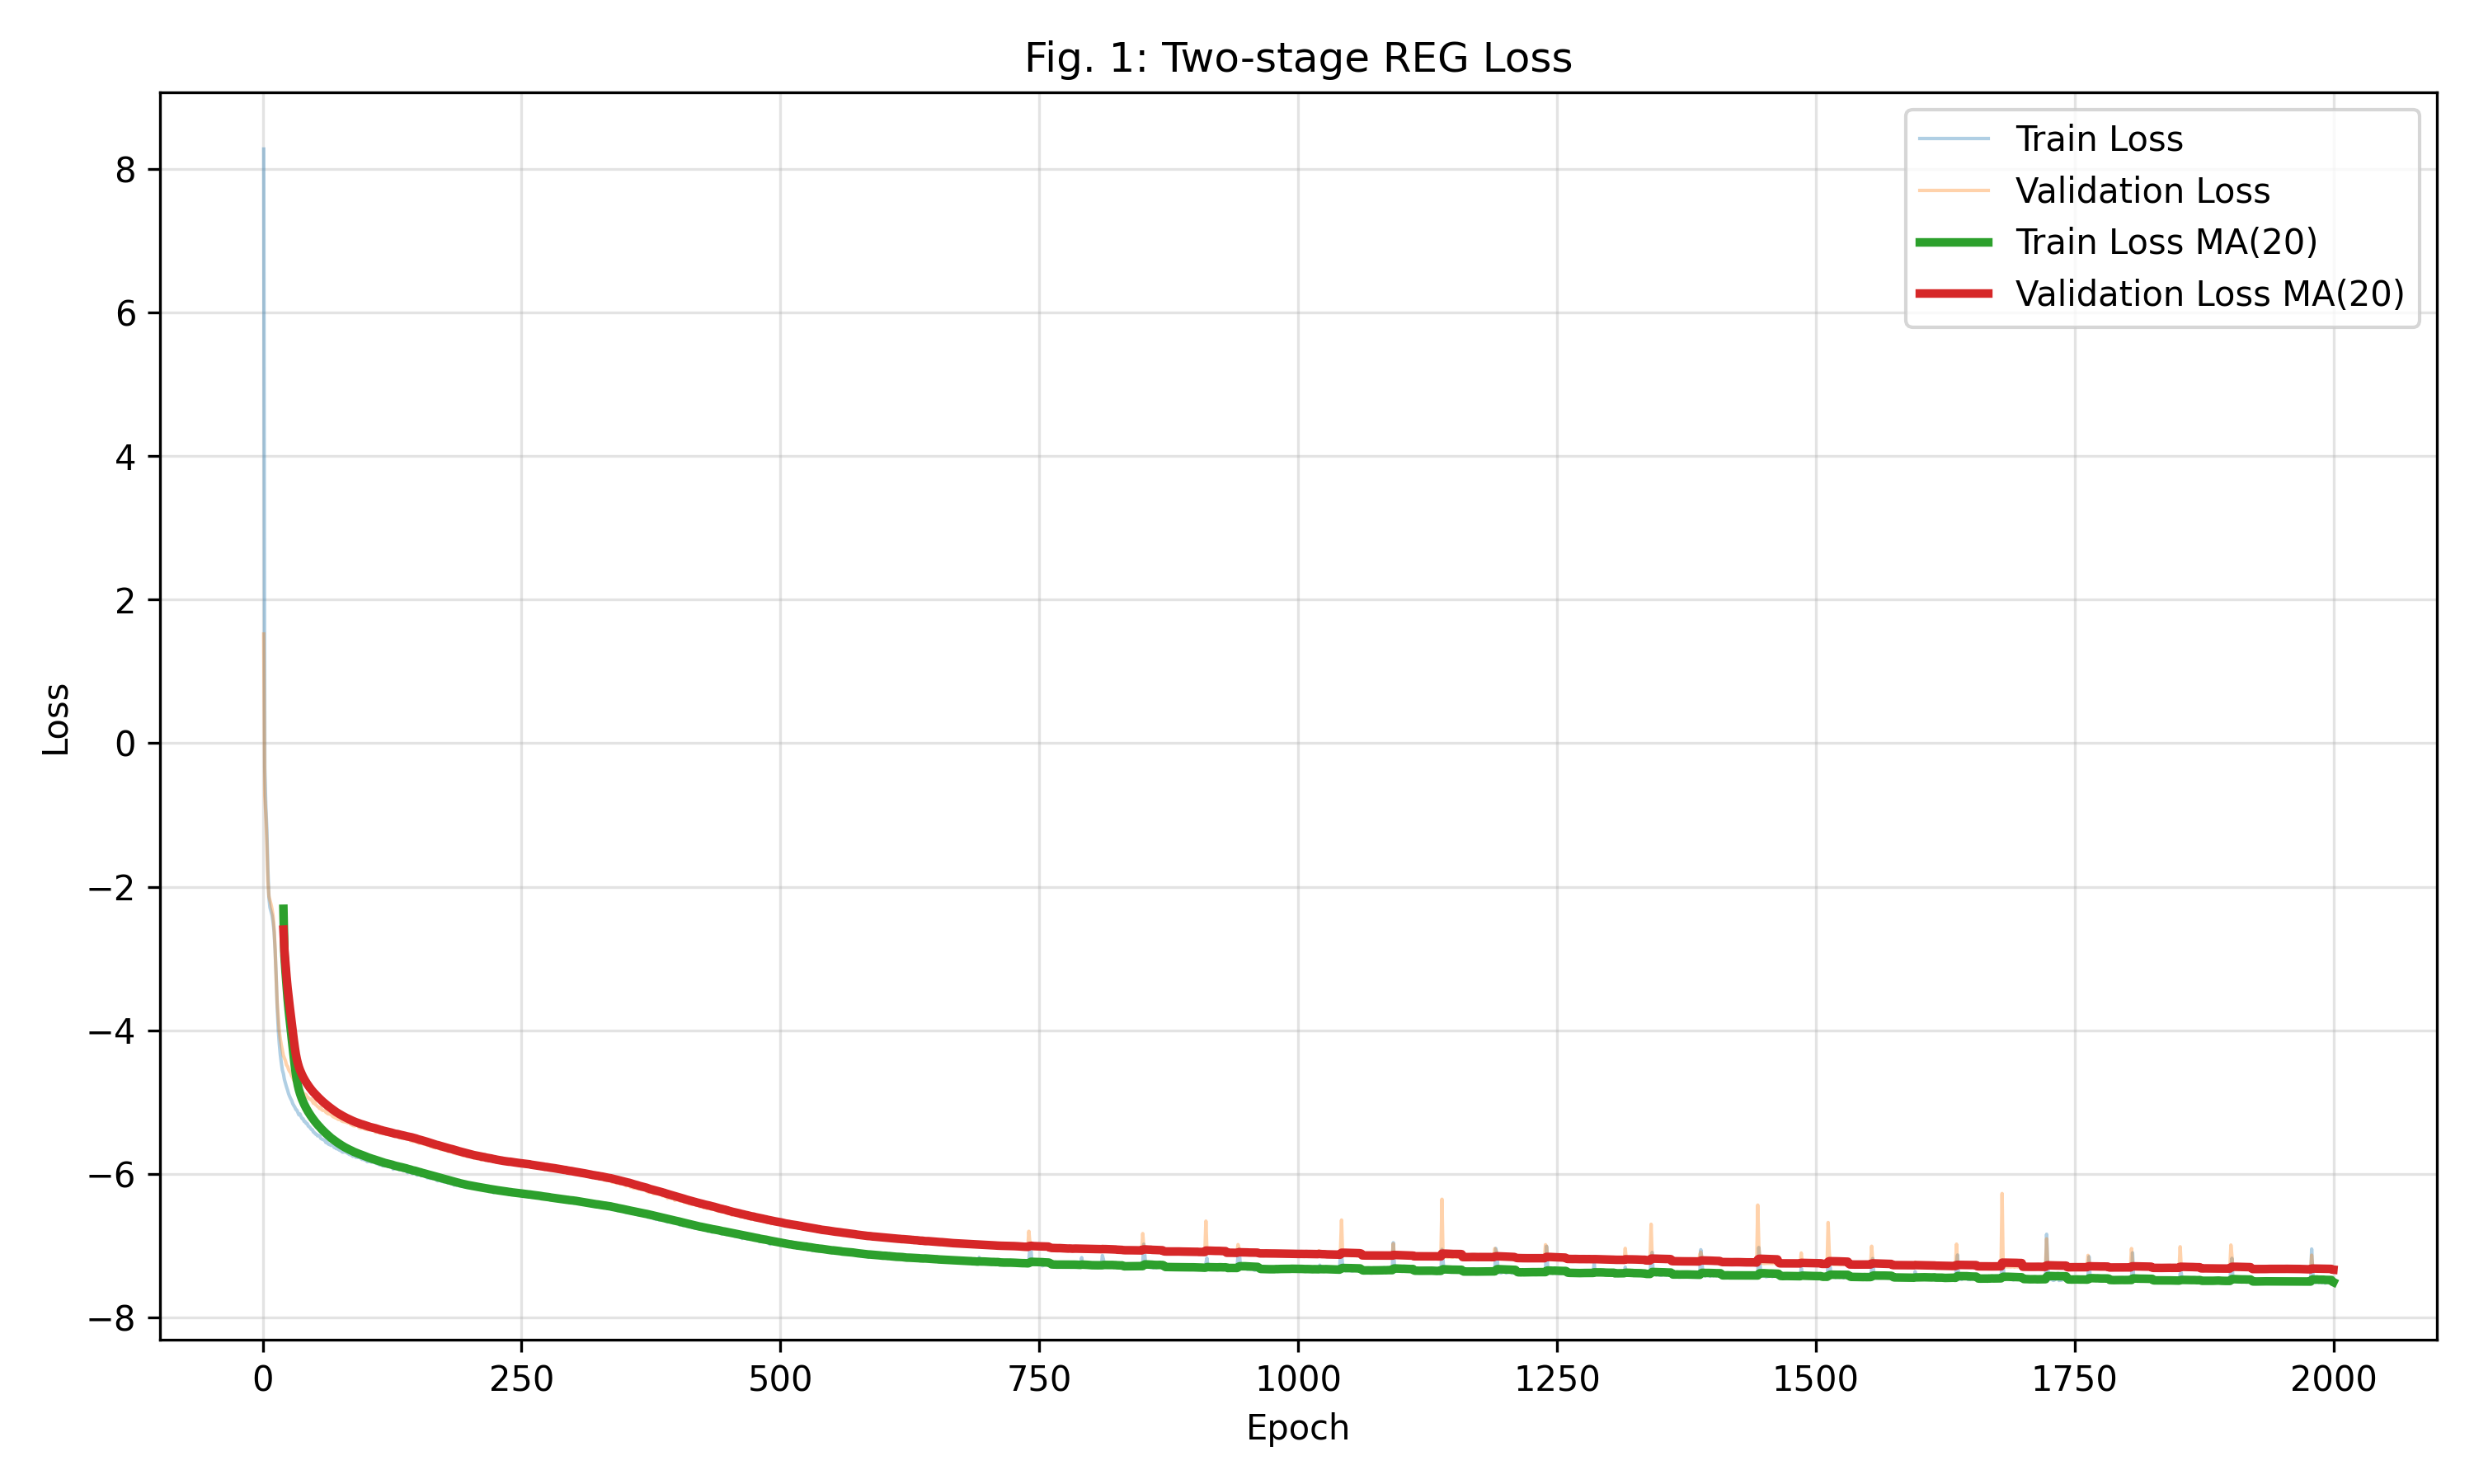 Fig. 1: Two-stage REG Loss
Train Loss
Validation Loss
Train Loss MA(20)
Validation Loss MA(20)
8
6
4
2
0
−2
−4
−6
−8
Loss
0 250 500 750 1000 1250 1500 1750 2000
Epoch